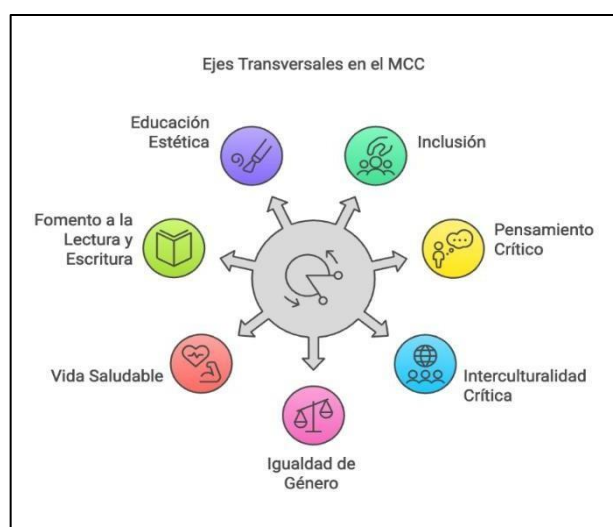 Ejes Transversales en el MCC
Educación
Estética
Inclusión
Fomento a la
Lectura y
Escritura
Pensamiento
Crítico
Vida Saludable
Interculturalidad
Crítica
Igualdad de
Género